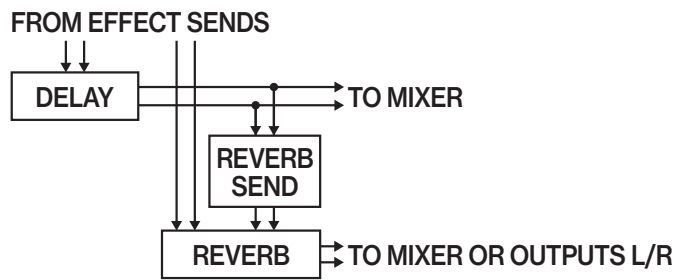 FROM EFFECT SENDS
DELAY
TO MIXER
REVERB
SEND
REVERB
TO MIXER OR OUTPUTS L/R